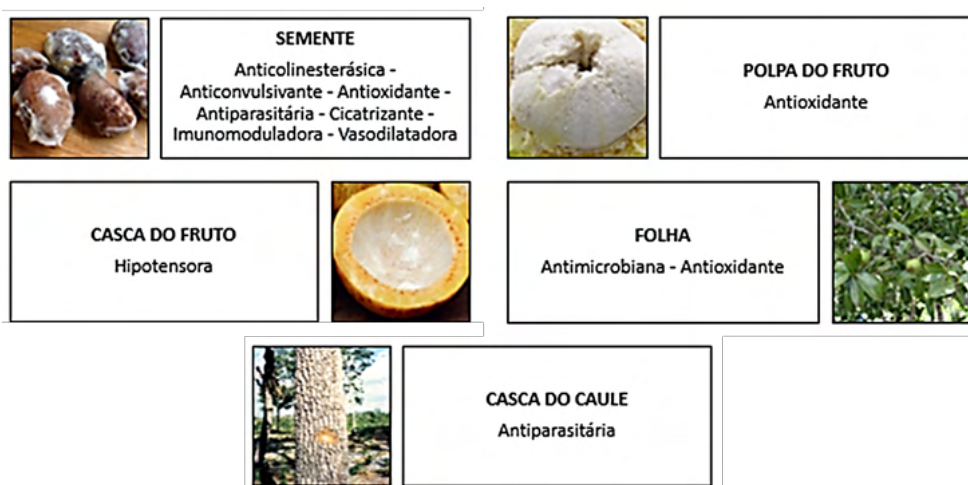 SEMENTE
Anticolinesterásica -
Anticonvulsivante - Antioxidante -
Antiparasitária - Cicatrizante -
Imunomoduladora - Vasodilatadora
POLPA DO FRUTO
Antioxidante
CASCA DO FRUTO
Hipotensora
FOLHA
Antimicrobiana - Antioxidante
CASCA DO CAULE
Antiparasitária